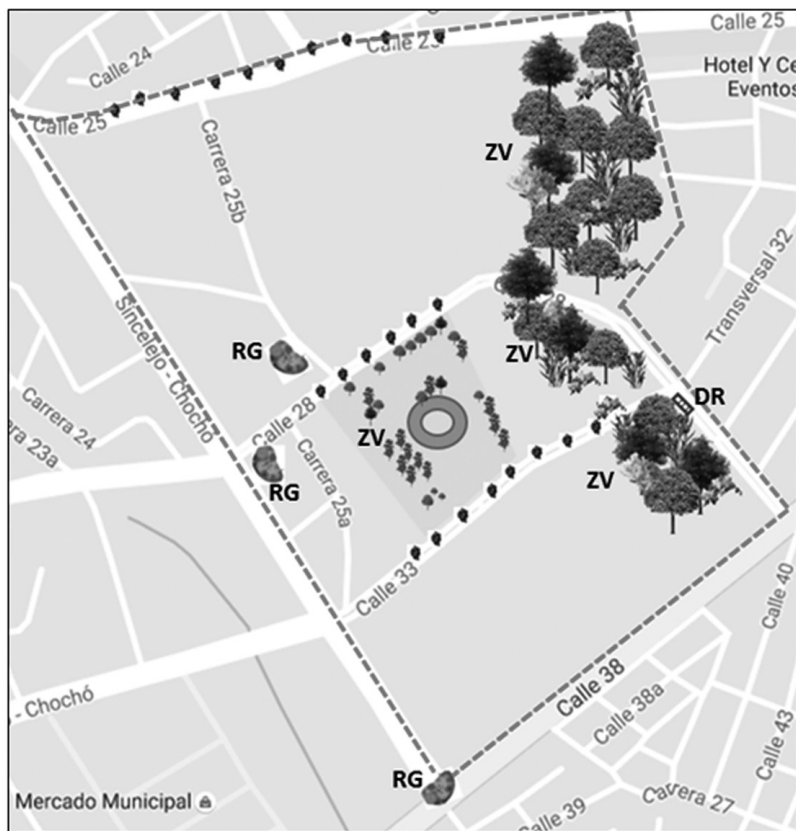 Calle 25
Calle 25
Calle 24
Hotel Y Ce
Eventos
Calle 25
Carrera 25b
ZV
Transversal 32
Sincelejo - Chochó
RG
ZV
Carrera 24
DR
Calle 28
ZV
rera 23a
RG
Carrera 25a
ZV
Calle 40
Calle 33
Calle 38
Calle 38a
- Chochó
Calle 43
RG
Mercado Municipal
Carrera 27
Calle 39